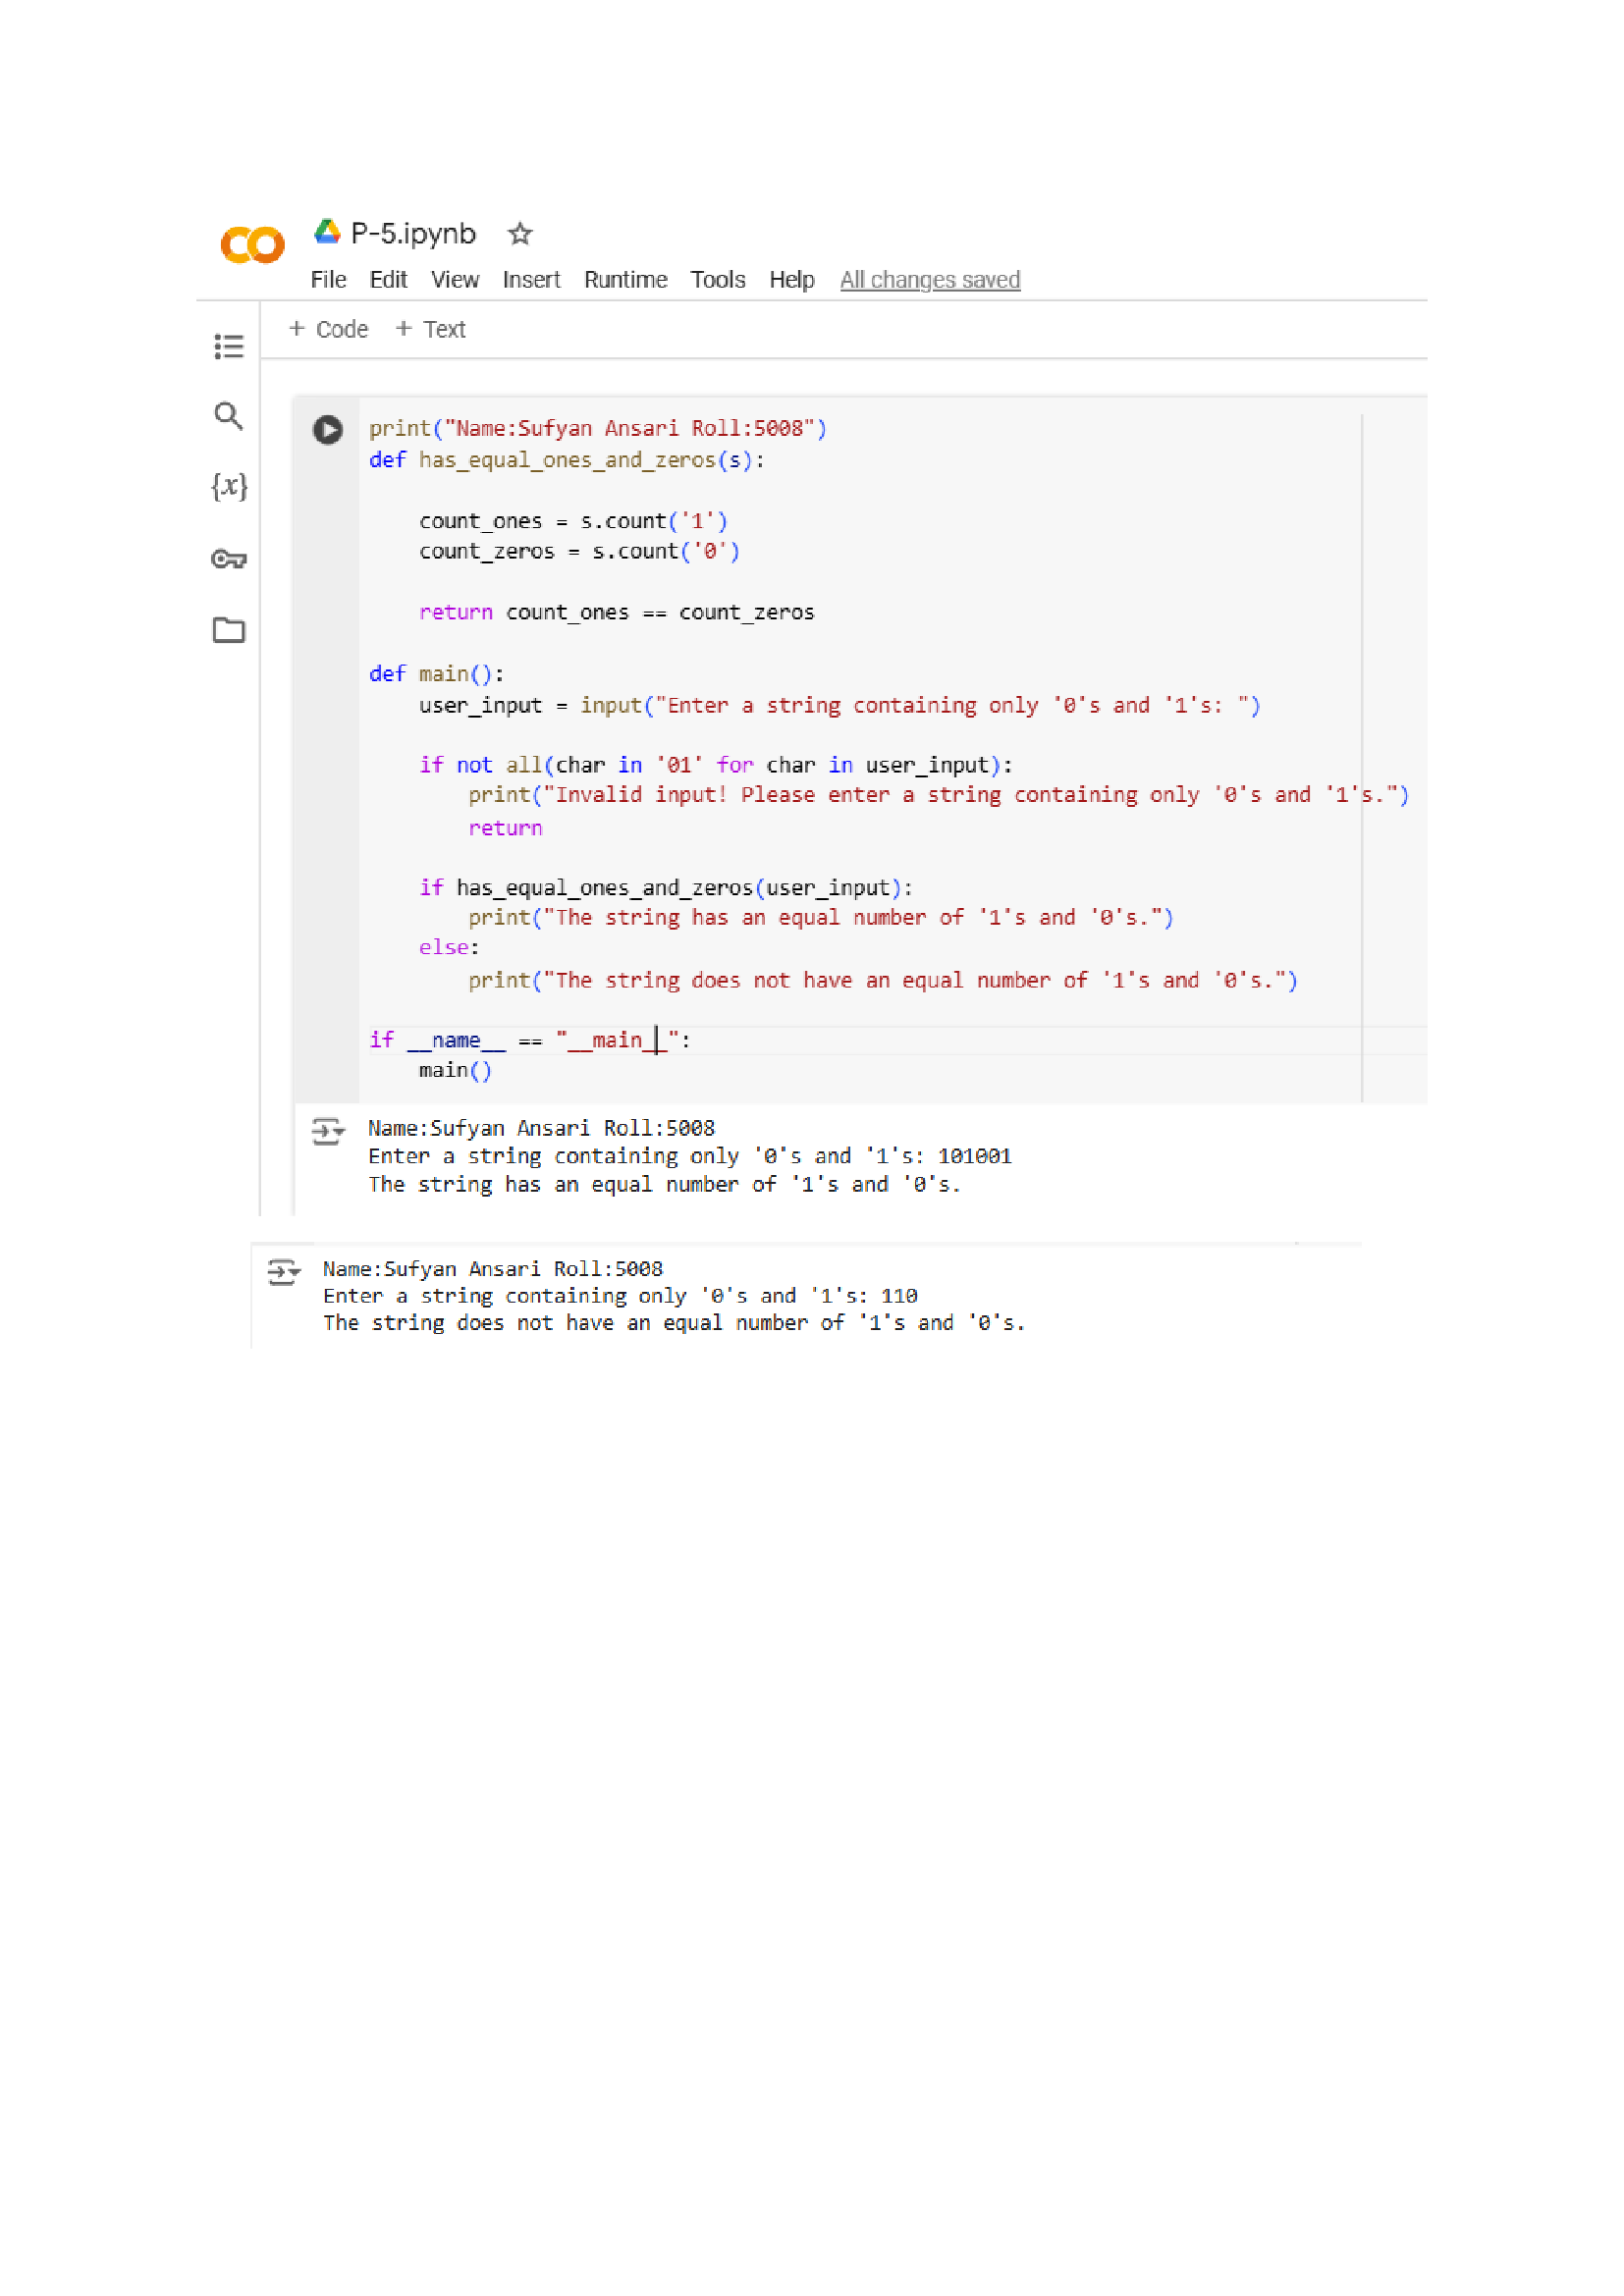 P-5.ipynb
File Edit View Insert Runtime Tools Help All changes saved
+ Code + Text
{x}
print("Name:Sufyan Ansari Roll:5008")
def has_equal_ones_and_zeros(s):
    count_ones = s.count('1')
    count_zeros = s.count('0')
    return count_ones == count_zeros
def main():
    user_input = input("Enter a string containing only '0's and '1's: ")
    if not all(char in '01' for char in user_input):
        print("Invalid input! Please enter a string containing only '0's and '1's.")
        return
    if has_equal_ones_and_zeros(user_input):
        print("The string has an equal number of '1's and '0's.")
    else:
        print("The string does not have an equal number of '1's and '0's.")
if __name__ == "__main__":
    main()
Name:Sufyan Ansari Roll:5008
Enter a string containing only '0's and '1's: 101001
The string has an equal number of '1's and '0's.
Name:Sufyan Ansari Roll:5008
Enter a string containing only '0's and '1's: 110
The string does not have an equal number of '1's and '0's.